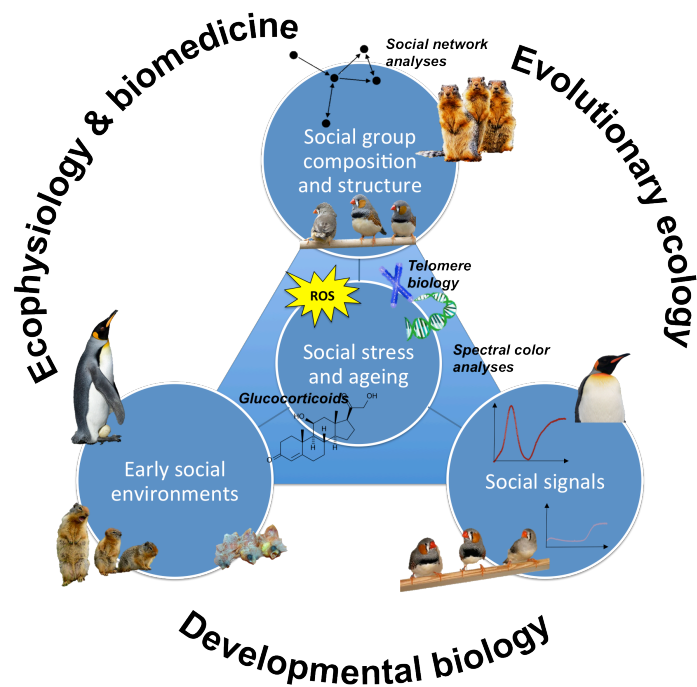 Ecophysiology & biomedicine
Evolutionary ecology
Social network
analyses
Social group
composition
and structure
ROS
Telomere
biology
Social stress
and ageing
Spectral color
analyses
Glucocorticoids
OH
HO
H
H
H
O
Early social
environments
Social signals
Developmental biology